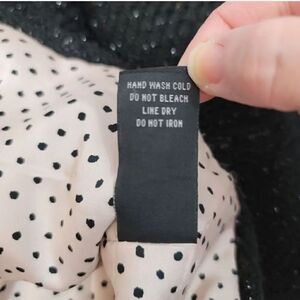 HAND WASH COLD
DO NOT BLEACH
LINE DRY
DO NOT IRON